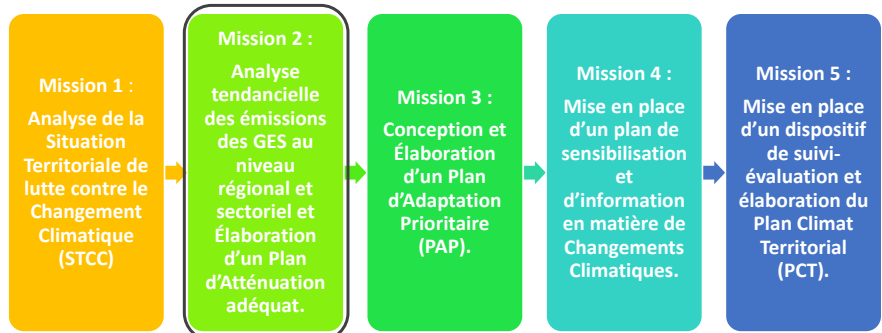 Mission 1 :
Analyse de la
Situation
Territoriale de
lutte contre le
Changement
Climatique
(STCC)
Mission 2 :
Analyse
tendancielle
des émissions
des GES au
niveau
régional et
sectoriel et
Élaboration
d'un Plan
d'Atténuation
adéquat.
Mission 3 :
Conception et
Élaboration
d'un Plan
d'Adaptation
Prioritaire
(PAP).
Mission 4 :
Mise en place
d'un plan de
sensibilisation
et
d'information
en matière de
Changements
Climatiques.
Mission 5 :
Mise en place
d'un dispositif
de suivi-
évaluation et
élaboration du
Plan Climat
Territorial
(PCT).